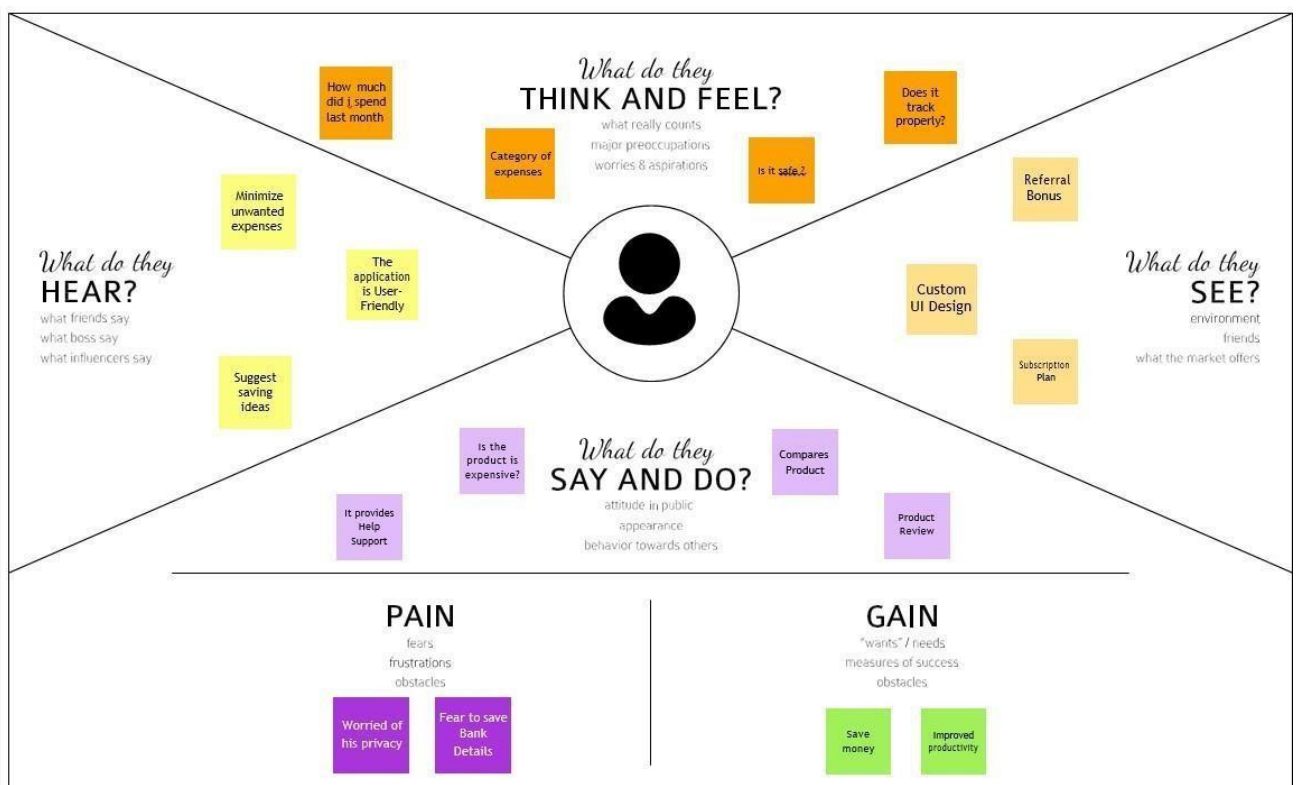 What do they
THINK AND FEEL?
what really counts
major preoccupations
worries & aspirations
How much
did i spend
last month
Category of
expenses
Is it safe.?
Does it
track
properly?
What do they
HEAR?
what friends say
what boss say
what influencers say
Minimize
unwanted
expenses
The
application
is User-
Friendly
Suggest
saving
ideas
What do they
SEE?
environment
friends
what the market offers
Referral
Bonus
Custom
UI Design
Subscription
Plan
What do they
SAY AND DO?
attitude in public
appearance
behavior towards others
Is the
product is
expensive?
It provides
Help
Support
Compares
Product
Product
Review
PAIN
fears
frustrations
obstacles
Worried of
his privacy
Fear to save
Bank
Details
GAIN
"wants" / needs
measures of success
obstacles
Save
money
Improved
productivity